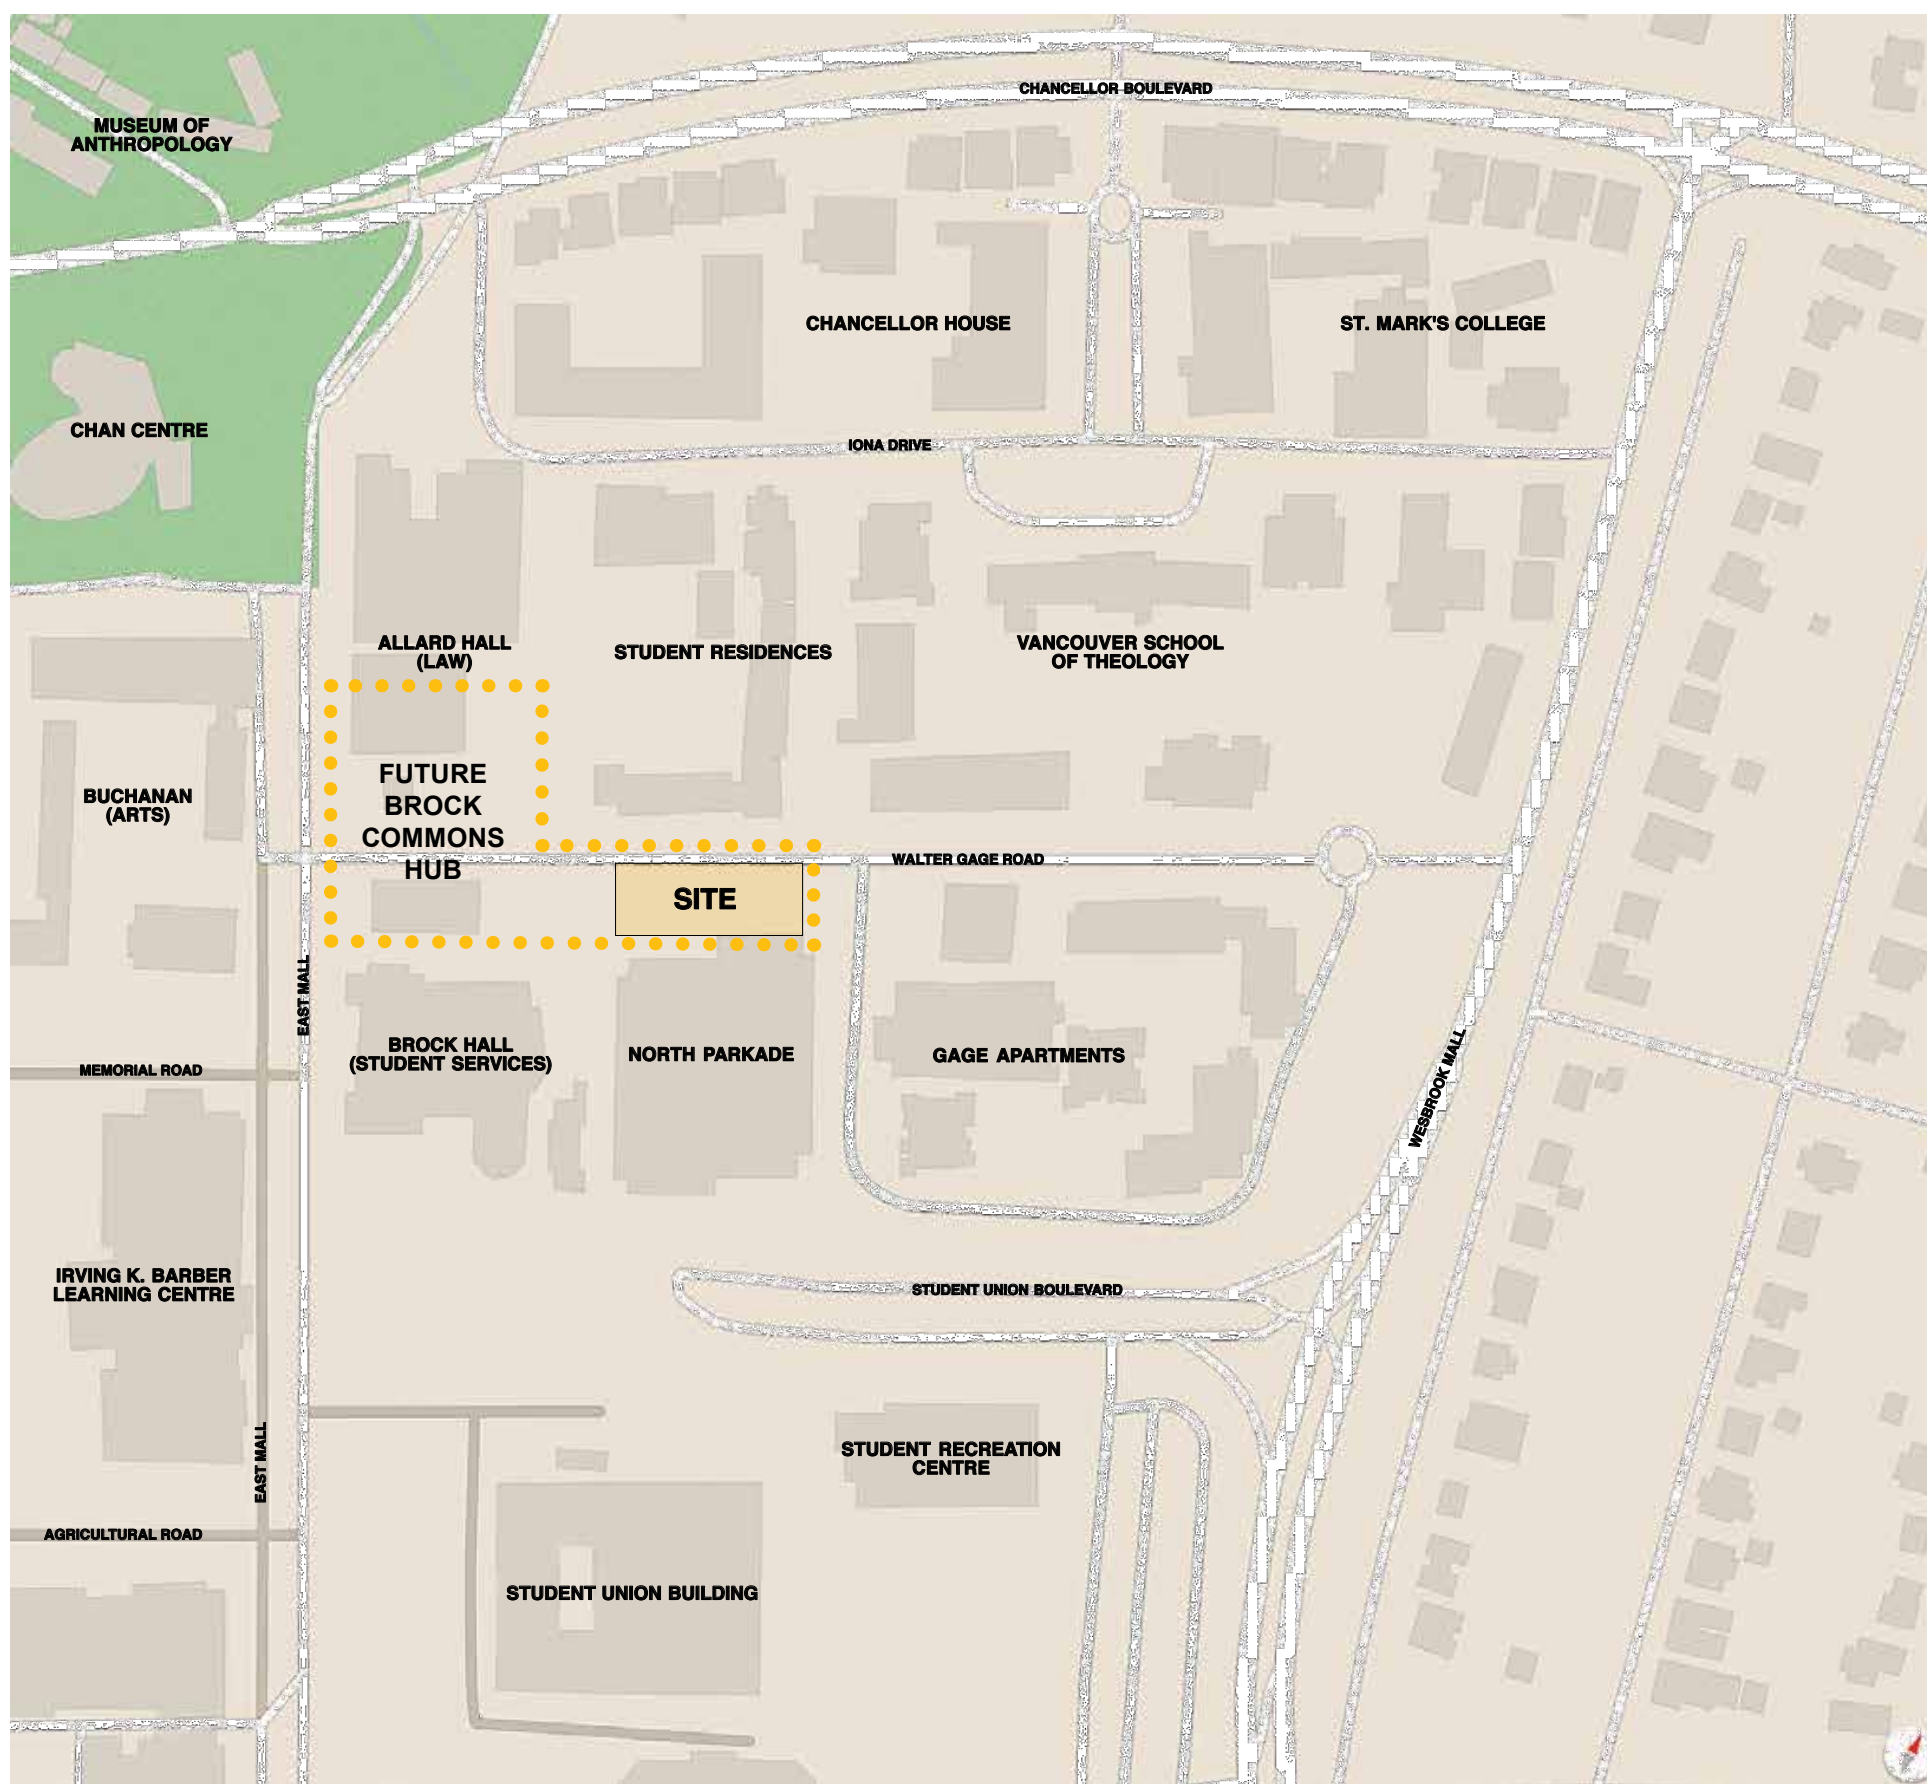 CHANCELLOR BOULEVARD
MUSEUM OF
ANTHROPOLOGY
CHANCELLOR HOUSE
ST. MARK'S COLLEGE
CHAN CENTRE
IONA DRIVE
ALLARD HALL
(LAW)
STUDENT RESIDENCES
VANCOUVER SCHOOL
OF THEOLOGY
BUCHANAN
(ARTS)
FUTURE
BROCK
COMMONS
HUB
WALTER GAGE ROAD
SITE
EAST MALL
BROCK HALL
(STUDENT SERVICES)
NORTH PARKADE
GAGE APARTMENTS
WESBROOK MALL
MEMORIAL ROAD
IRVING K. BARBER
LEARNING CENTRE
STUDENT UNION BOULEVARD
EAST MALL
STUDENT RECREATION
CENTRE
AGRICULTURAL ROAD
STUDENT UNION BUILDING